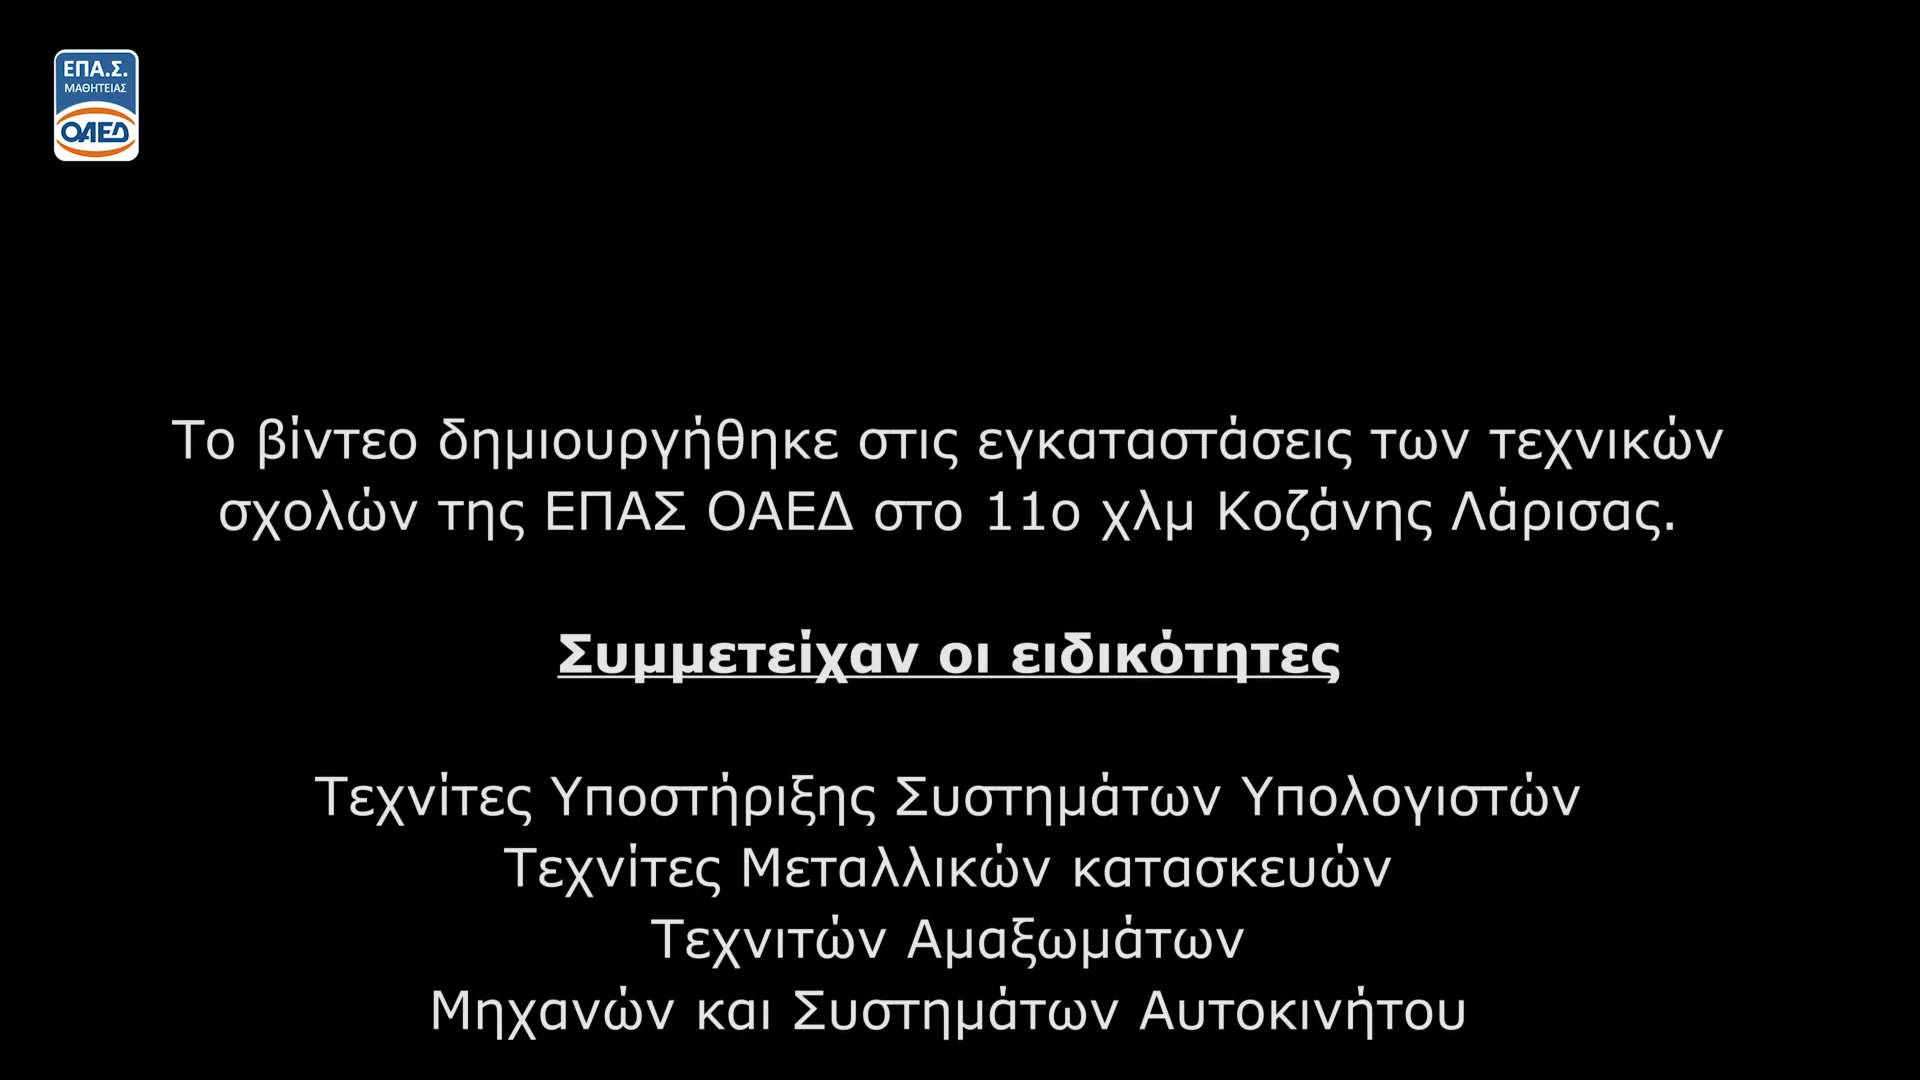 ΕΠΑ.Σ.
ΜΑΘΗΤΕΙΑΣ
ΟΑΕΔ
Το βίντεο δημιουργήθηκε στις εγκαταστάσεις των τεχνικών
σχολών της ΕΠΑΣ ΟΑΕΔ στο 11ο χλμ Κοζάνης Λάρισας.
Συμμετείχαν οι ειδικότητες
Τεχνίτες Υποστήριξης Συστημάτων Υπολογιστών
Τεχνίτες Μεταλλικών κατασκευών
Τεχνιτών Αμαξωμάτων
Μηχανών και Συστημάτων Αυτοκινήτου